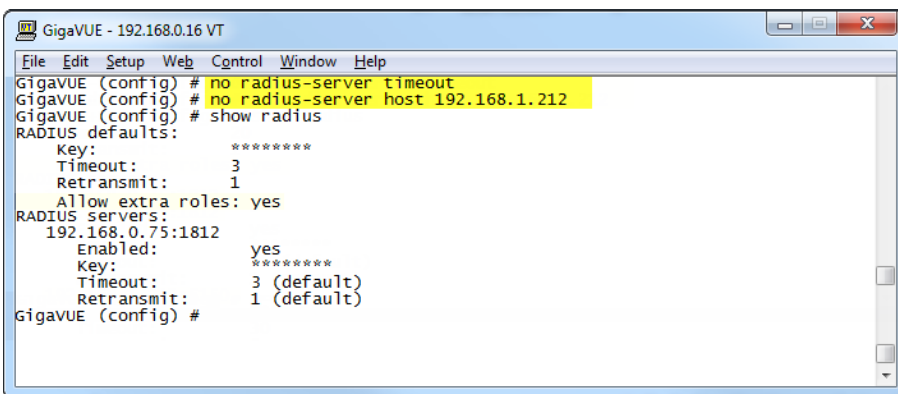 GigaVUE - 192.168.0.16 VT
File Edit Setup Web Control Window Help
GigaVUE (config) # no radius-server timeout
GigaVUE (config) # no radius-server host 192.168.1.212
GigaVUE (config) # show radius
RADIUS defaults:
Key: ********
Timeout: 3
Retransmit: 1
Allow extra roles: yes
RADIUS servers:
192.168.0.75:1812
Enabled: yes
Key: ********
Timeout: 3 (default)
Retransmit: 1 (default)
GigaVUE (config) #